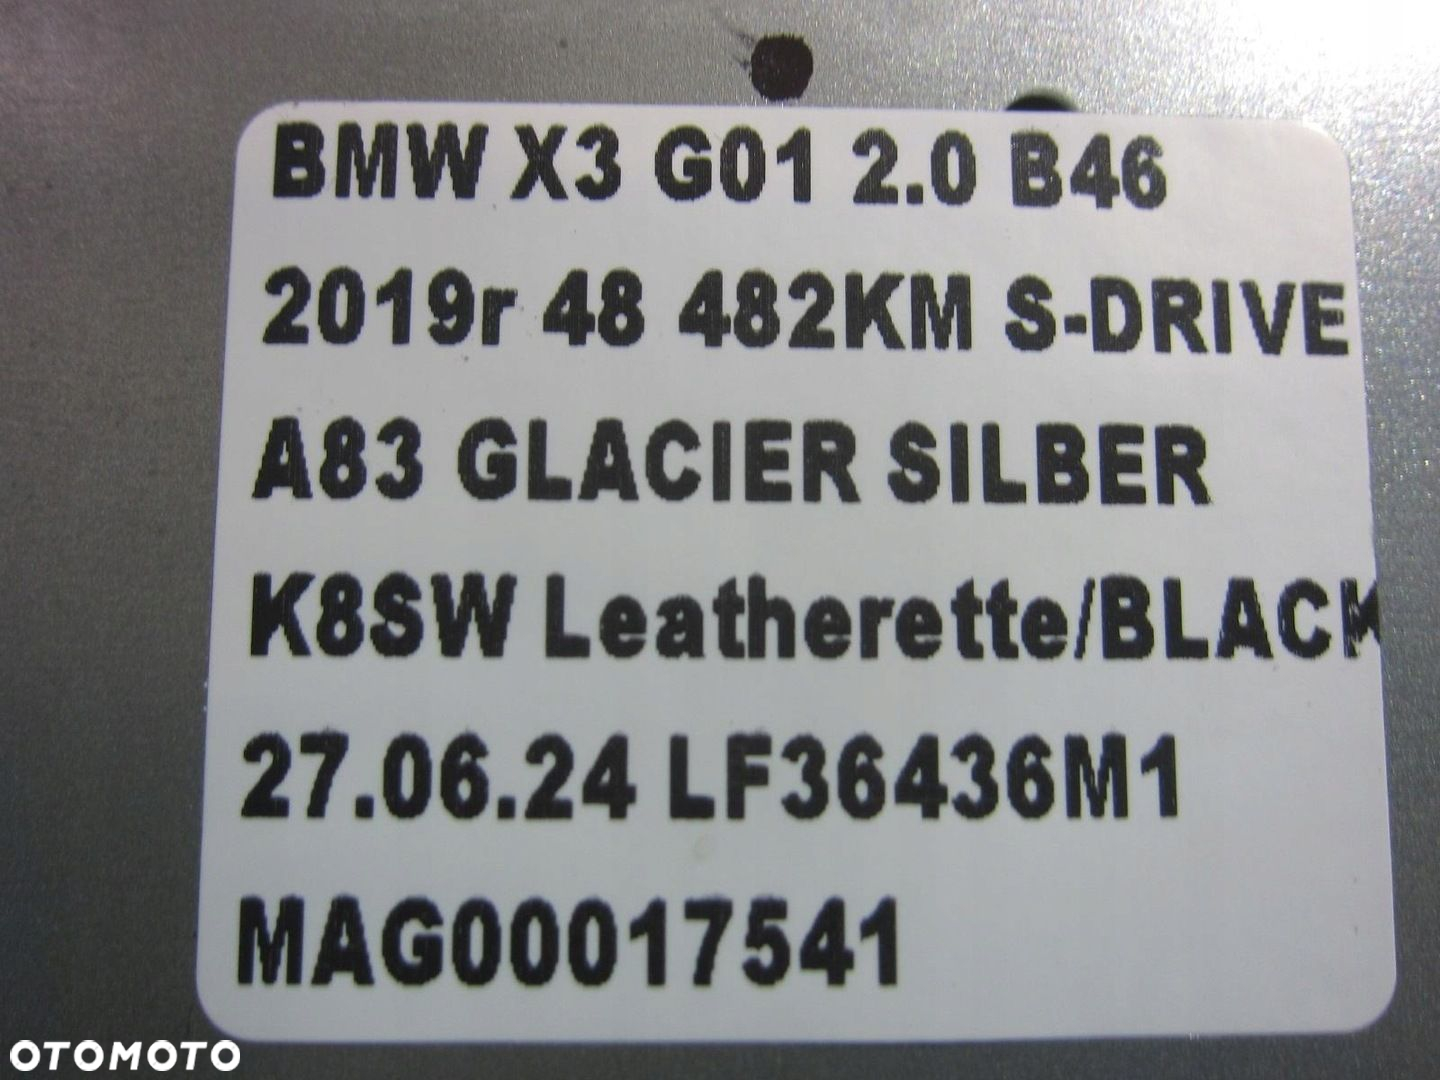 BMW X3 G01 2.0 B46
2019r 48 482KM S-DRIVE
A83 GLACIER SILBER
K8SW Leatherette/BLACK
27.06.24 LF36436M1
MAG00017541
OTOMOTO